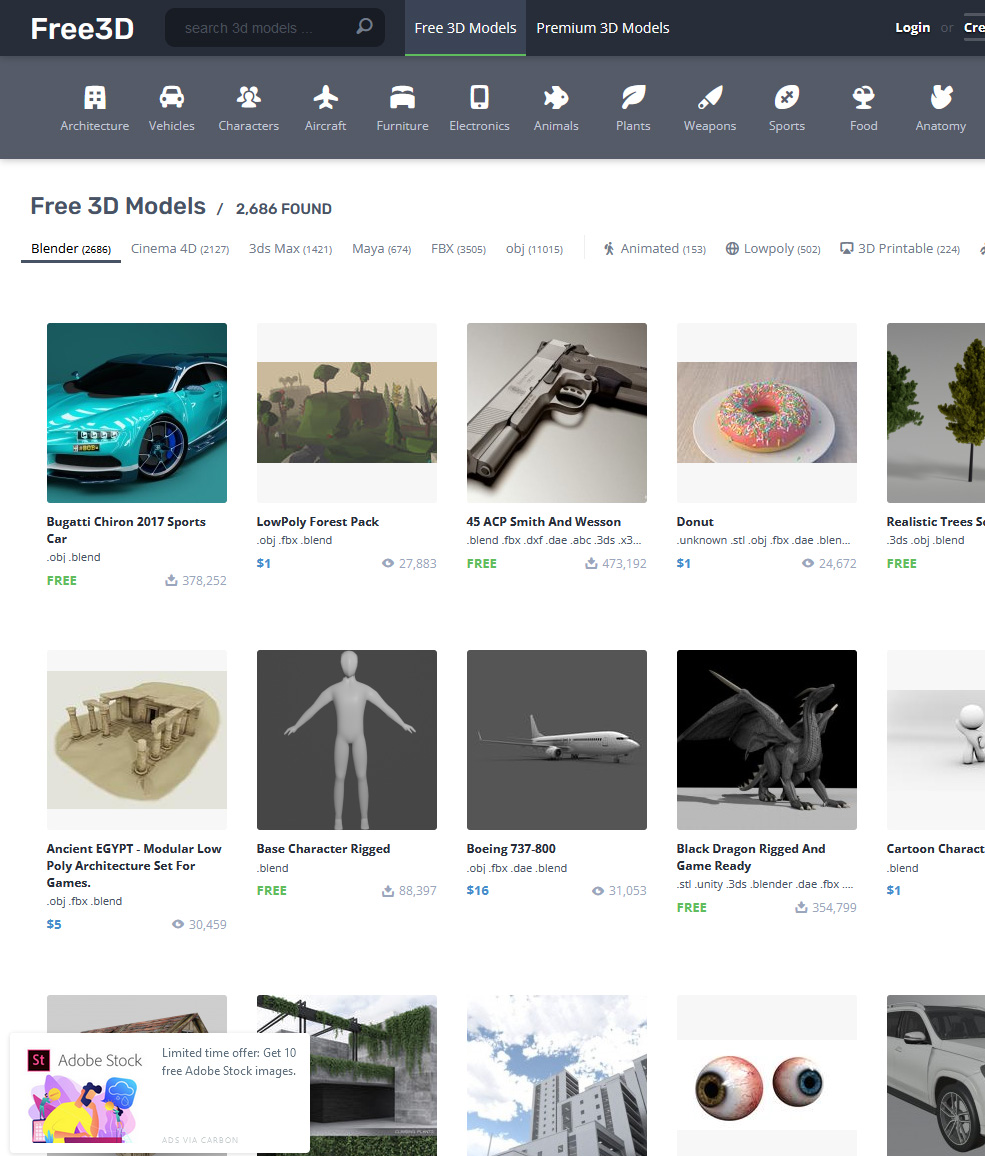 Free3D
search 3d models ...
Free 3D Models
Premium 3D Models
Login or Cre
Architecture
Vehicles
Characters
Aircraft
Furniture
Electronics
Animals
Plants
Weapons
Sports
Food
Anatomy
Free 3D Models / 2,686 FOUND
Blender (2686)
Cinema 4D (2127)
3ds Max (1421)
Maya (674)
FBX (3505)
obj (11015)
Animated (153)
Lowpoly (502)
3D Printable (224)
Bugatti Chiron 2017 Sports
Car
.obj .blend
FREE 378,252
LowPoly Forest Pack
.obj .fbx .blend
$1 27,883
45 ACP Smith And Wesson
.blend .fbx .dxf .dae .abc .3ds .x3...
FREE 473,192
Donut
.unknown .stl .obj .fbx .dae .blen...
$1 24,672
Realistic Trees Sc
.3ds .obj .blend
FREE
Ancient EGYPT - Modular Low
Poly Architecture Set For
Games.
.obj .fbx .blend
$5 30,459
Base Character Rigged
.blend
FREE 88,397
Boeing 737-800
.obj .fbx .dae .blend
$16 31,053
Black Dragon Rigged And
Game Ready
.stl .unity .3ds .blender .dae .fbx ....
FREE 354,799
Cartoon Charact
.blend
$1
St Adobe Stock
Limited time offer: Get 10
free Adobe Stock images.
ADS VIA CARBON